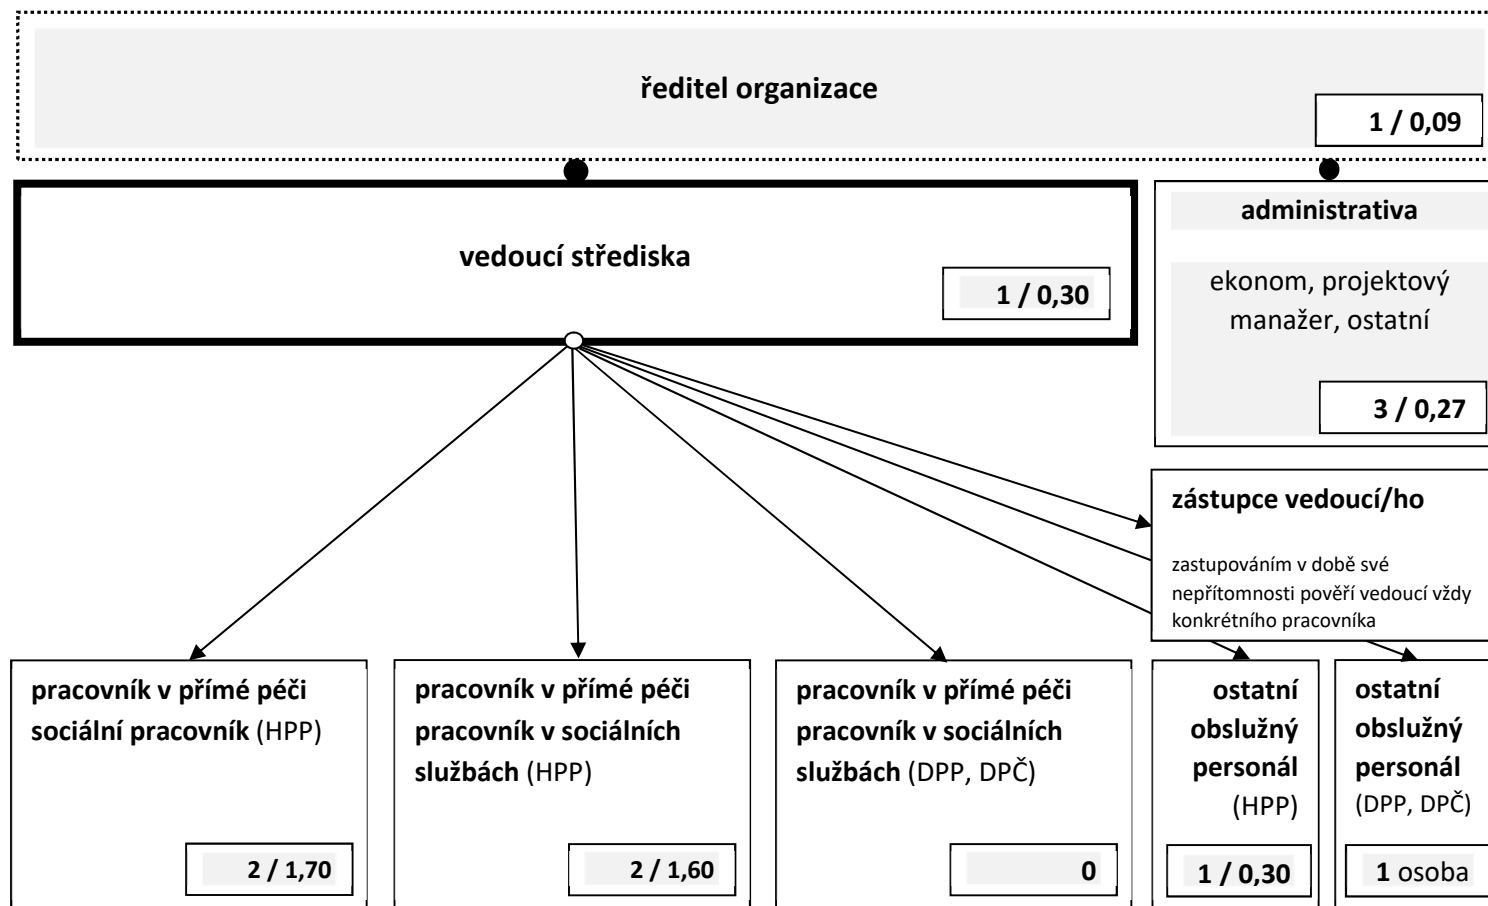 ředitel organizace
1 / 0,09
vedoucí střediska
1 / 0,30
administrativa
ekonom, projektový
manažer, ostatní
3 / 0,27
zástupce vedoucí/ho
zastupováním v době své
nepřítomnosti pověří vedoucí vždy
konkrétního pracovníka
pracovník v přímé péči
sociální pracovník (HPP)
2 / 1,70
pracovník v přímé péči
pracovník v sociálních
službách (HPP)
2 / 1,60
pracovník v přímé péči
pracovník v sociálních
službách (DPP, DPČ)
0
ostatní
obslužný
personál
(HPP)
1 / 0,30
ostatní
obslužný
personál
(DPP, DPČ)
1 osoba